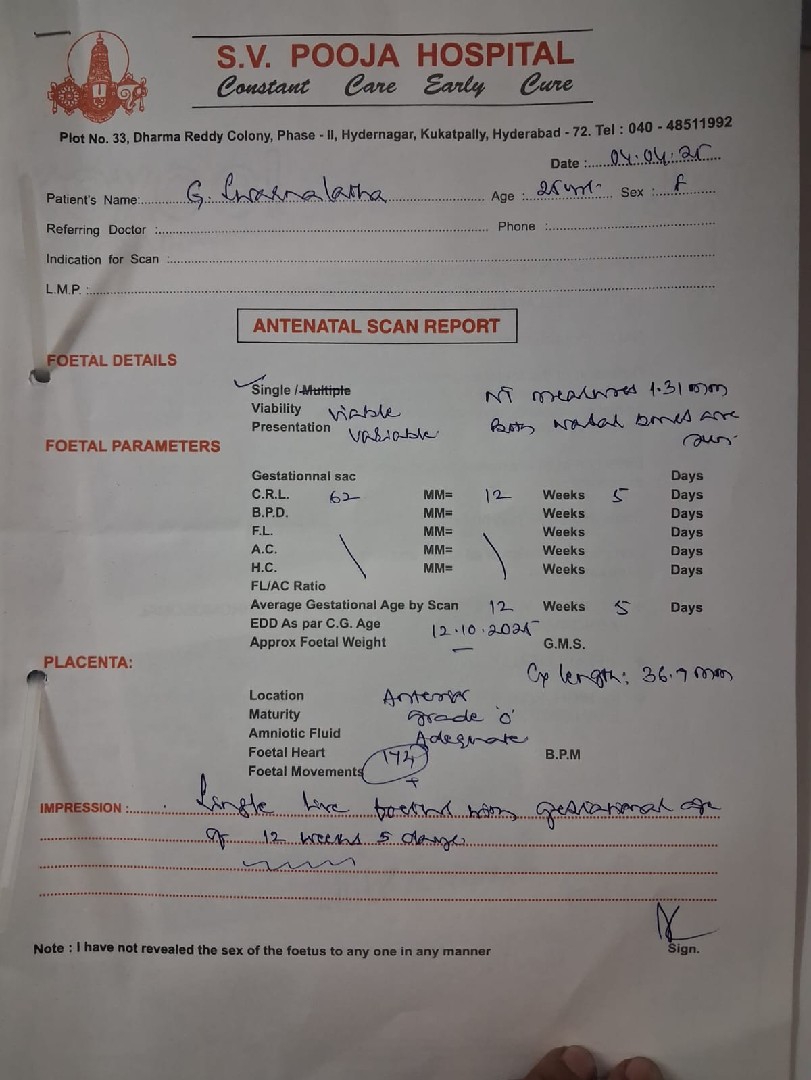 S.V. POOJA HOSPITAL
Constant Care Early Cure
Plot No. 33, Dharma Reddy Colony, Phase - II, Hydernagar, Kukatpally, Hyderabad - 72. Tel : 040 - 48511992
Date : 04.04.25
Patient's Name: G. Swarnalatha Age : 25 yrs. Sex : F
Referring Doctor : Phone :
Indication for Scan :
L.M.P. :
ANTENATAL SCAN REPORT
FOETAL DETAILS
Single / Multiple NT measures 1.31 mm
Viability Viable
Presentation Variable Both nasal bones are
FOETAL PARAMETERS
Gestationnal sac Days
C.R.L. 62 MM= 12 Weeks 5 Days
B.P.D. MM= Weeks Days
F.L. MM= Weeks Days
A.C. MM= Weeks Days
H.C. MM= Weeks Days
FL/AC Ratio
Average Gestational Age by Scan 12 Weeks 5 Days
EDD As par C.G. Age 12.10.2025
Approx Foetal Weight – G.M.S.
PLACENTA: Cx length: 36.9 mm
Location Anterior
Maturity grade 'O'
Amniotic Fluid Adequate
Foetal Heart B.P.M
Foetal Movements +
IMPRESSION : Single live foetus with gestational age
of 12 weeks 5 days
Sign.
Note : I have not revealed the sex of the foetus to any one in any manner